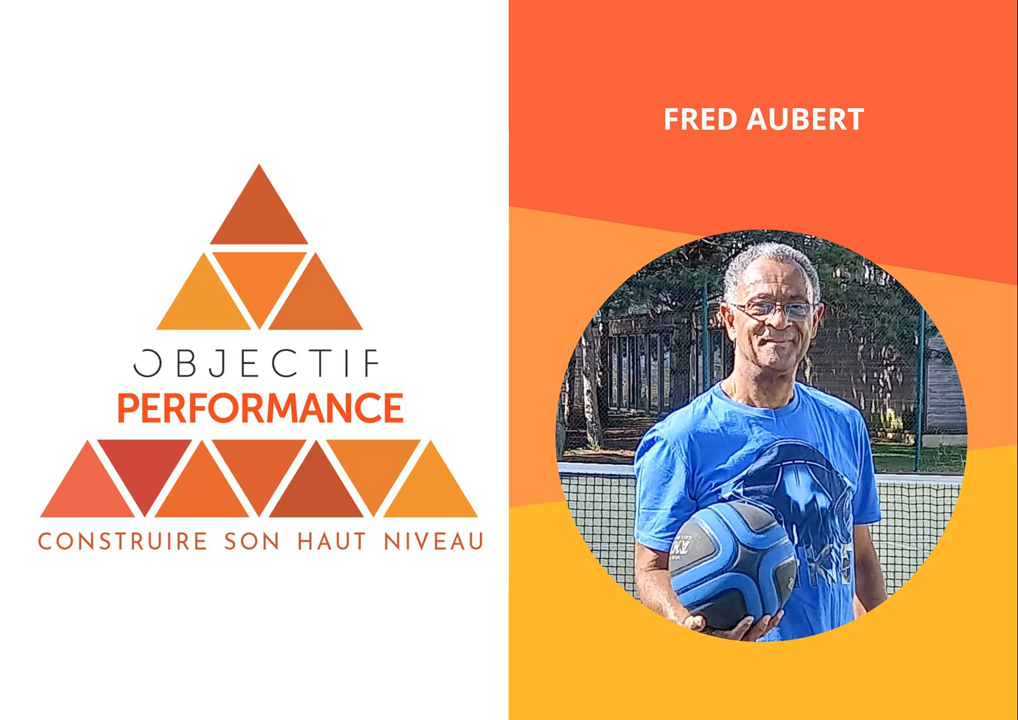 OBJECTIF
PERFORMANCE
CONSTRUIRE SON HAUT NIVEAU
FRED AUBERT